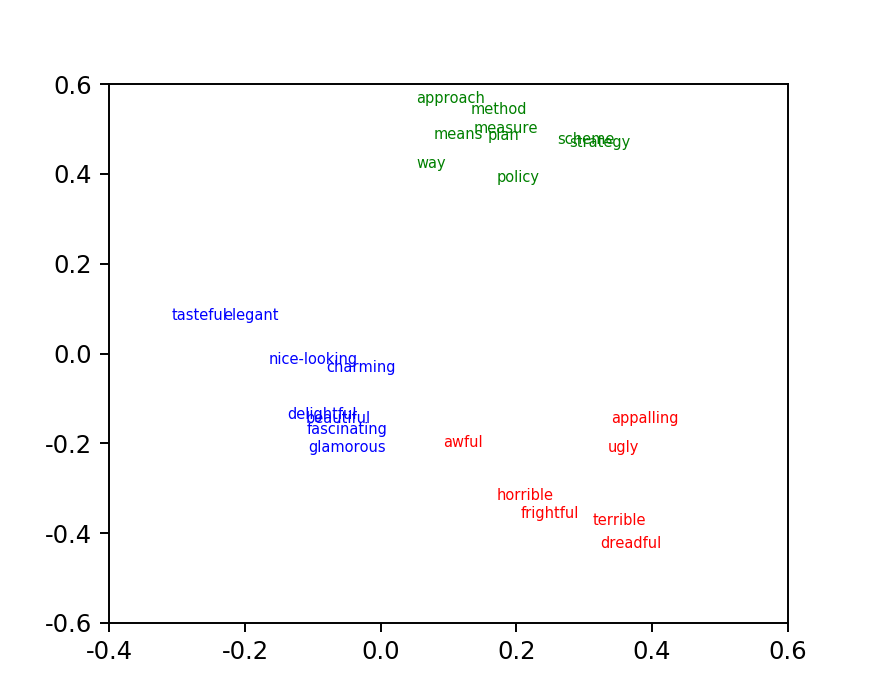 0.6
approach
method
measure
means
plan
scheme
strategy
0.4
way
policy
0.2
tasteful
elegant
0.0
nice-looking
charming
delightful
beautiful
appalling
fascinating
-0.2
awful
glamorous
ugly
horrible
frightful
terrible
-0.4
dreadful
-0.6
-0.4 -0.2 0.0 0.2 0.4 0.6